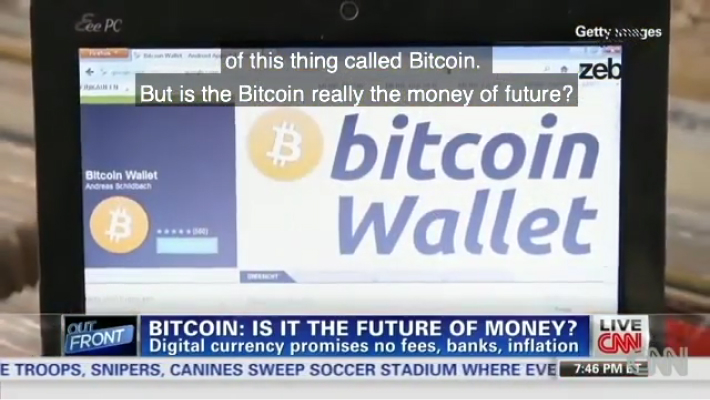 Eee PC
Getty Images
of this thing called Bitcoin.
But is the Bitcoin really the money of future?
zeb
bitcoin
Wallet
Bitcoin Wallet
Andreas Schildbach
OUT
FRONT
BITCOIN: IS IT THE FUTURE OF MONEY?
Digital currency promises no fees, banks, inflation
LIVE
CNN
E TROOPS, SNIPERS, CANINES SWEEP SOCCER STADIUM WHERE EVE
7:46 PM ET
CNN